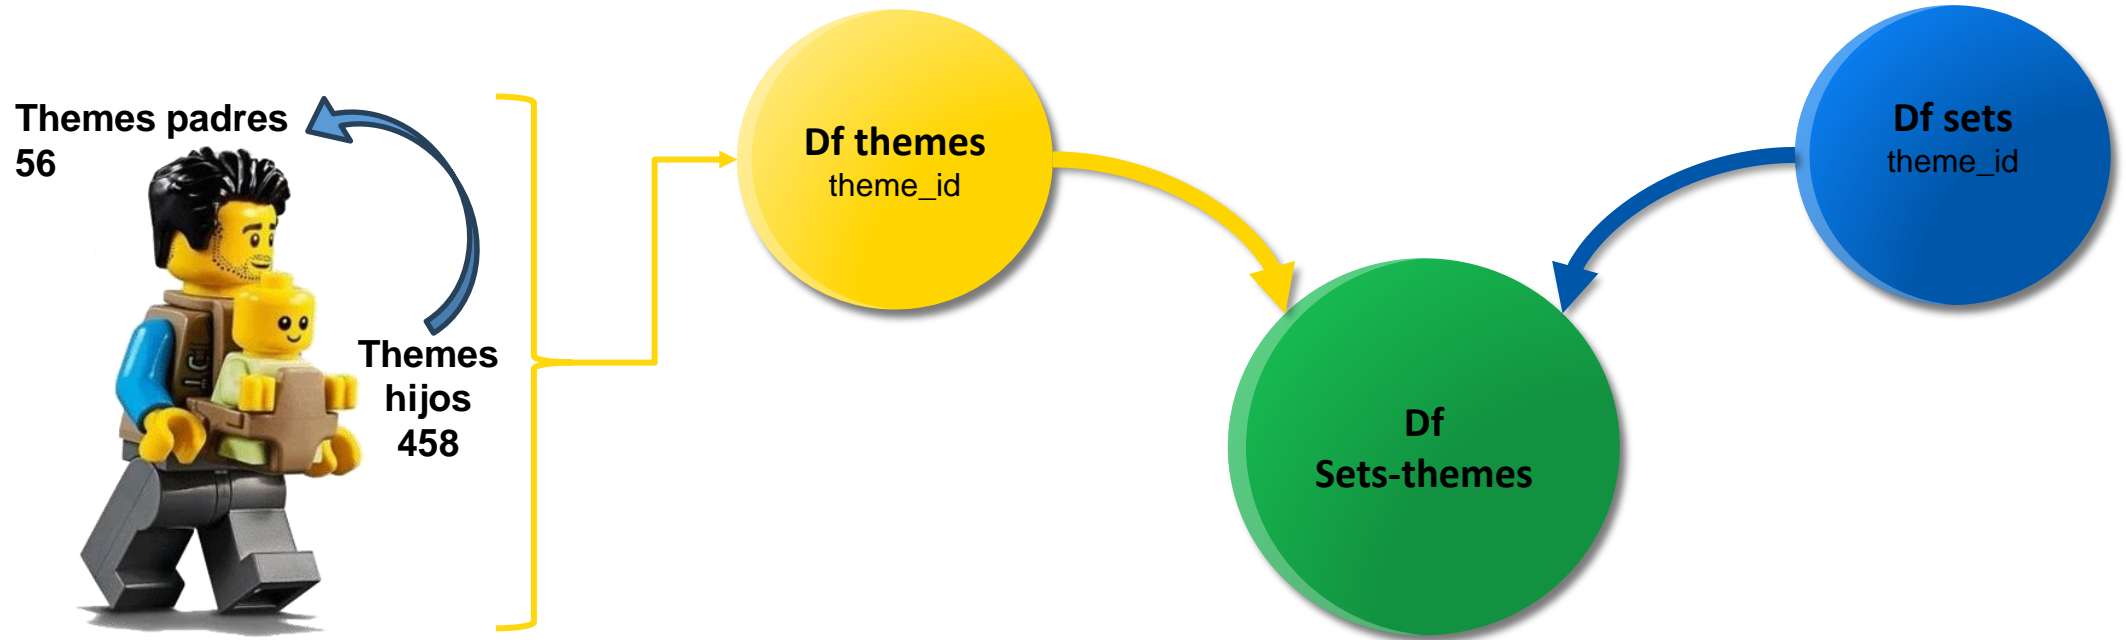 Themes padres
56
Themes
hijos
458
Df themes
theme_id
Df sets
theme_id
Df
Sets-themes